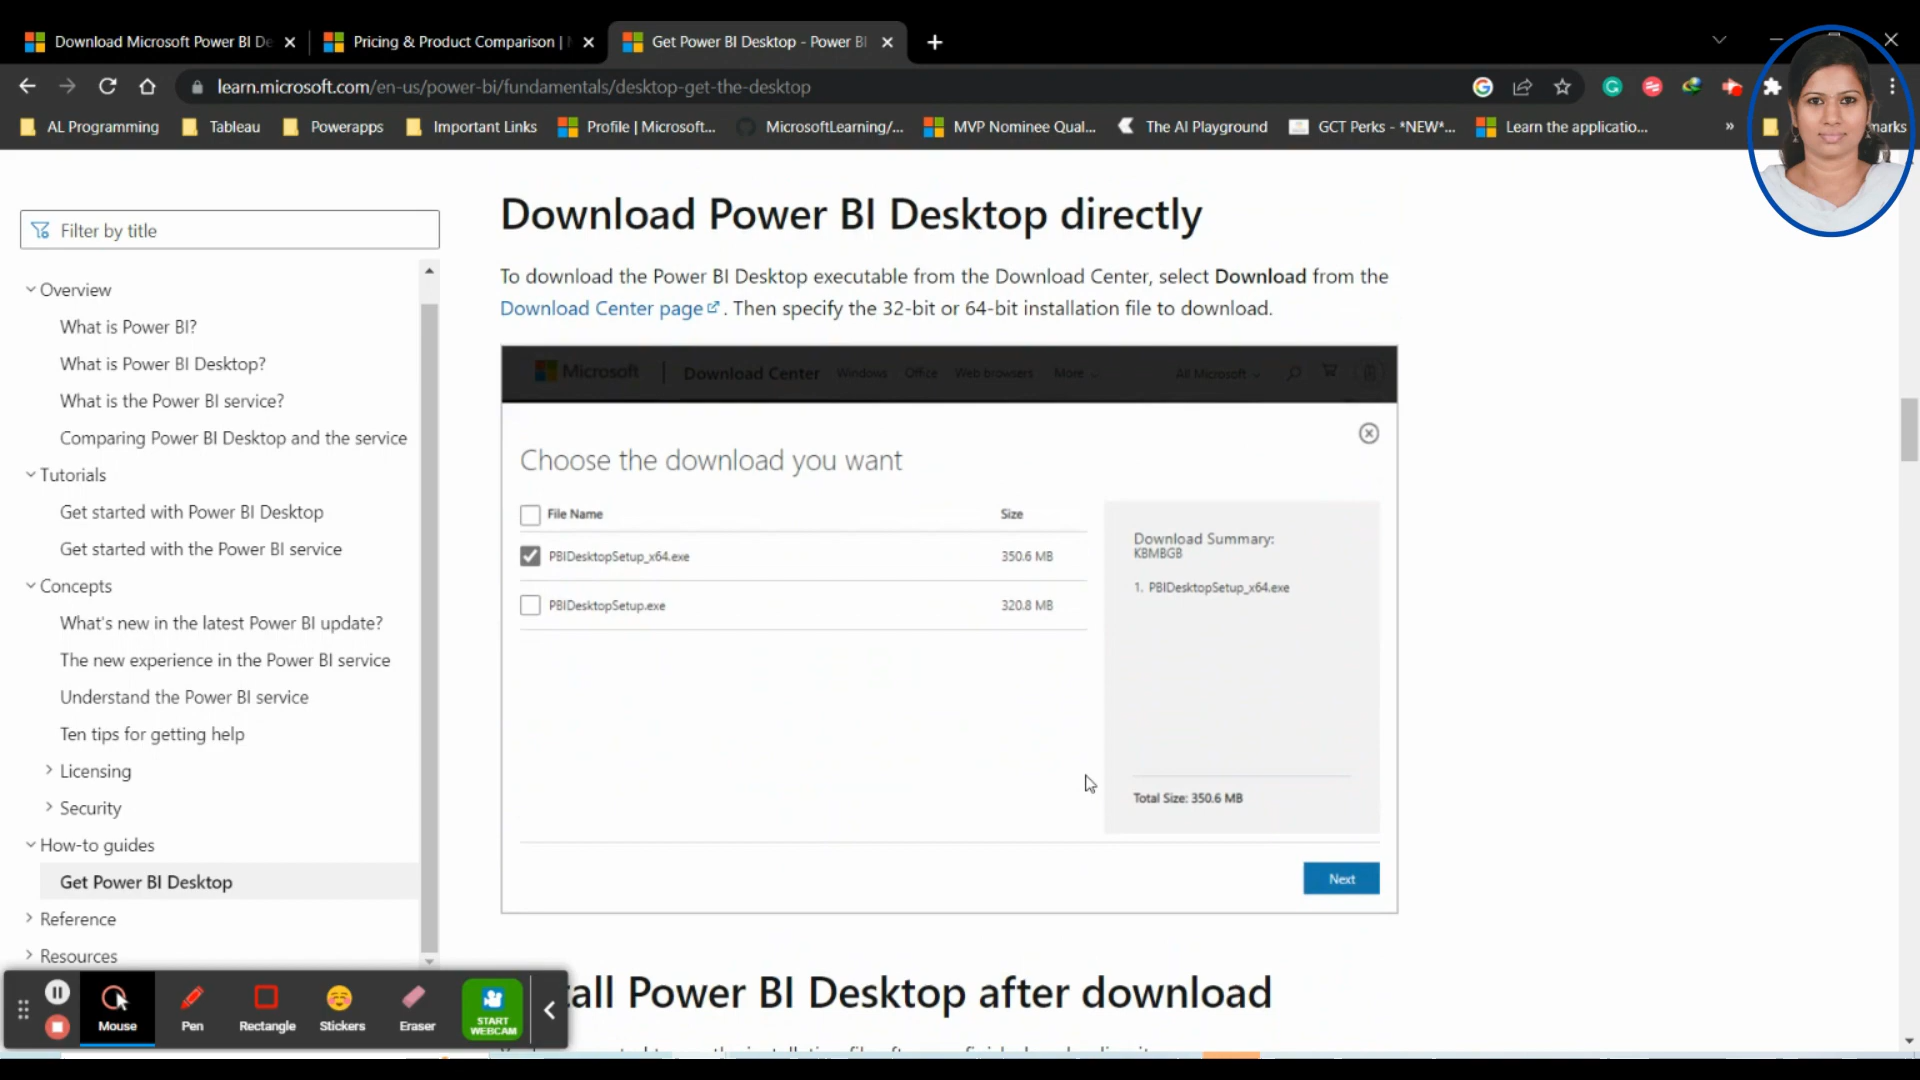 Download Microsoft Power BI De
Pricing & Product Comparison |
Get Power BI Desktop - Power BI
learn.microsoft.com/en-us/power-bi/fundamentals/desktop-get-the-desktop
AL Programming
Tableau
Powerapps
Important Links
Profile | Microsoft...
MicrosoftLearning/...
MVP Nominee Qual...
The AI Playground
GCT Perks - *NEW*...
Learn the applicatio...
»
marks
Filter by title
Overview
What is Power BI?
What is Power BI Desktop?
What is the Power BI service?
Comparing Power BI Desktop and the service
Tutorials
Get started with Power BI Desktop
Get started with the Power BI service
Concepts
What's new in the latest Power BI update?
The new experience in the Power BI service
Understand the Power BI service
Ten tips for getting help
Licensing
Security
How-to guides
Get Power BI Desktop
Reference
Resources
Download Power BI Desktop directly
To download the Power BI Desktop executable from the Download Center, select Download from the
Download Center page. Then specify the 32-bit or 64-bit installation file to download.
Microsoft | Download Center Windows Office Web browsers More All Microsoft
Choose the download you want
File Name Size
PBIDesktopSetup_x64.exe 350.6 MB
PBIDesktopSetup.exe 320.8 MB
Download Summary:
KBMBGB
1. PBIDesktopSetup_x64.exe
Total Size: 350.6 MB
Next
all Power BI Desktop after download
Mouse
Pen
Rectangle
Stickers
Eraser
START
WEBCAM